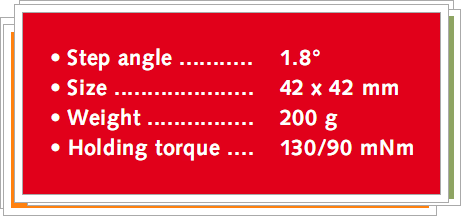 • Step angle ........... 1.8°
• Size ..................... 42 x 42 mm
• Weight ................ 200 g
• Holding torque .... 130/90 mNm